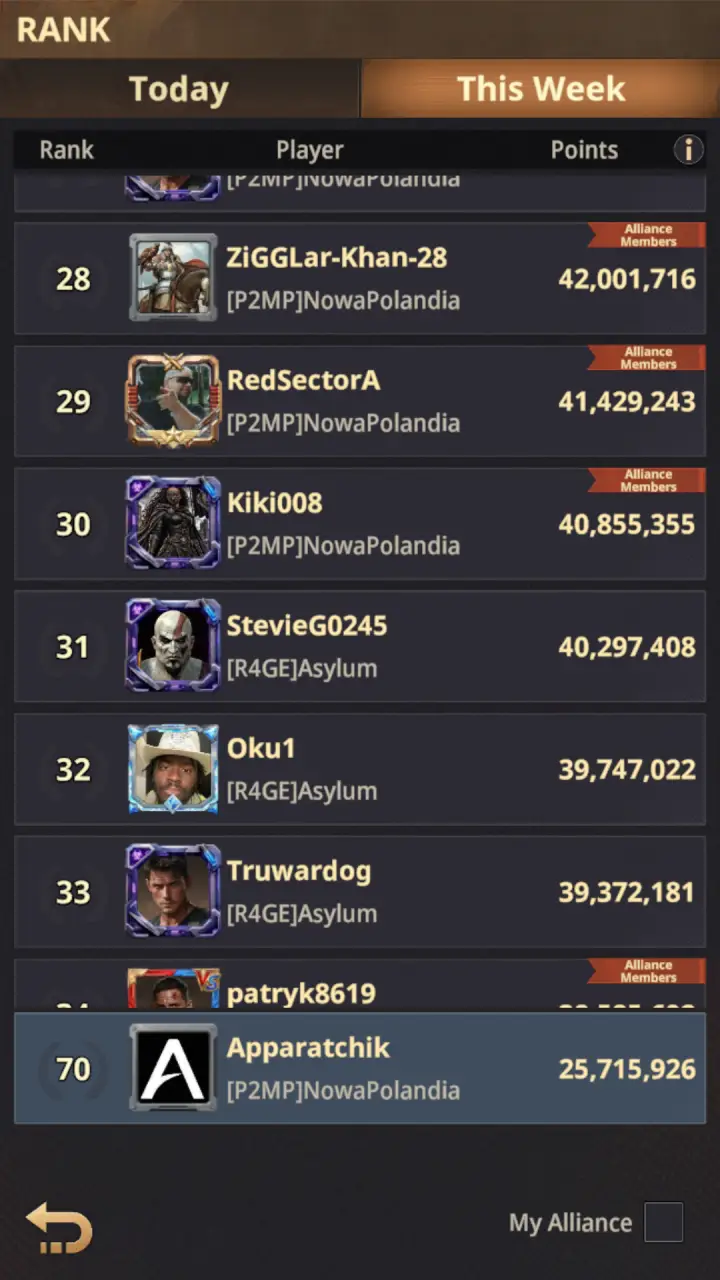 RANK
Today
This Week
Rank
Player
Points
[P2MP]NowaPolandia
Alliance
Members
28
ZiGGLar-Khan-28
[P2MP]NowaPolandia
42,001,716
Alliance
Members
29
RedSectorA
[P2MP]NowaPolandia
41,429,243
Alliance
Members
30
Kiki008
[P2MP]NowaPolandia
40,855,355
31
StevieG0245
[R4GE]Asylum
40,297,408
32
Oku1
[R4GE]Asylum
39,747,022
33
Truwardog
[R4GE]Asylum
39,372,181
Alliance
Members
VS
patryk8619
70
Apparatchik
[P2MP]NowaPolandia
25,715,926
My Alliance